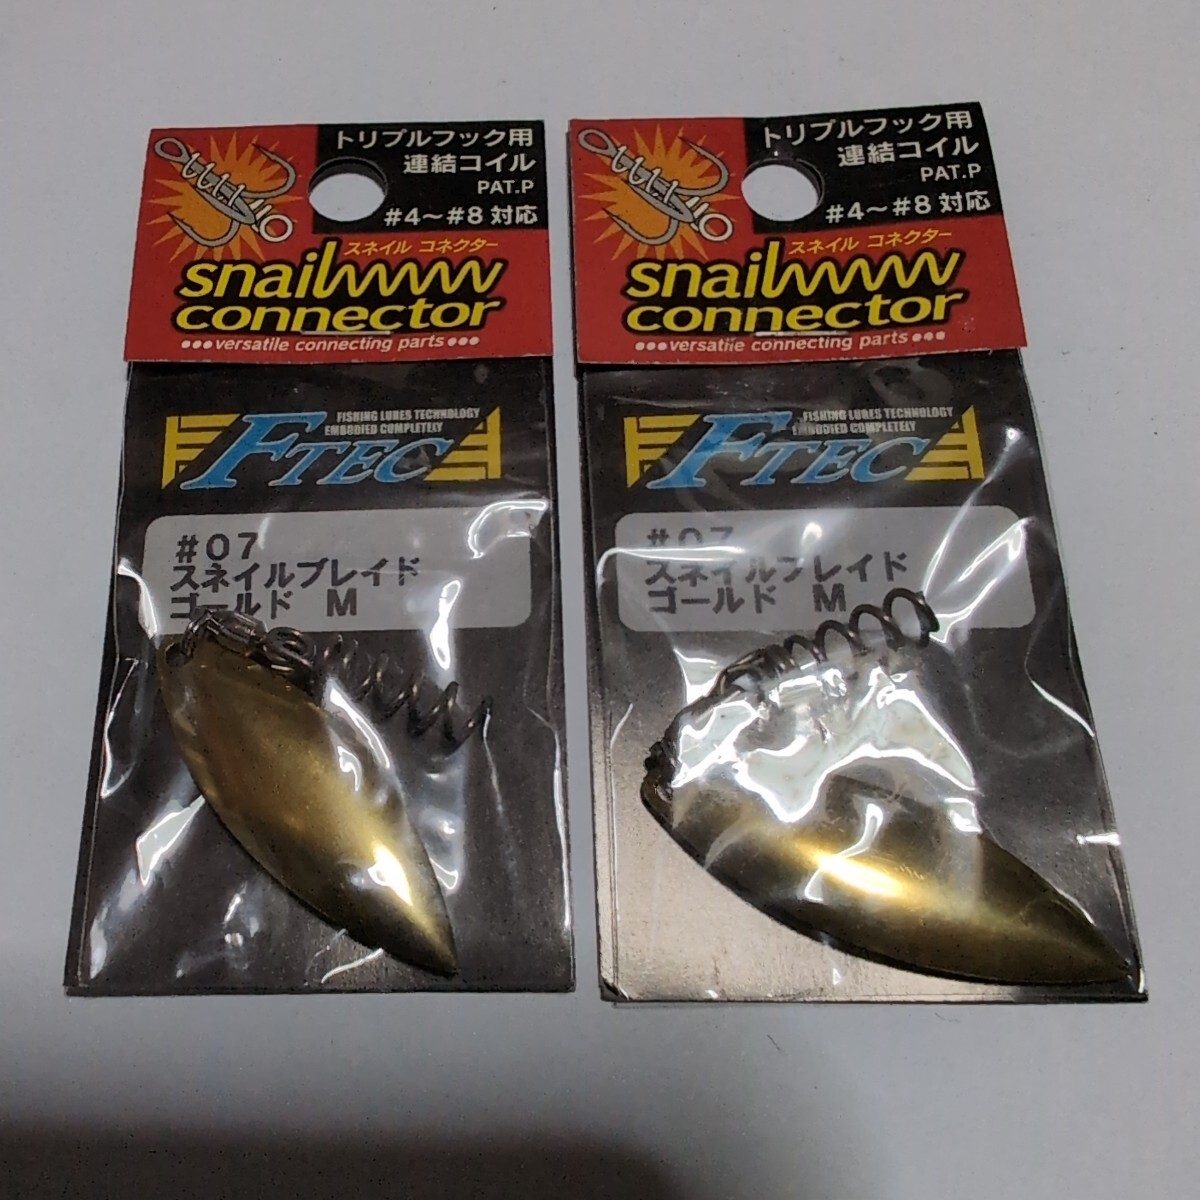 トリプルフック用
連結コイル
PAT.P
#4～#8対応
スネイル コネクター
snail
connector
•••versatile connecting parts•••
FISHING LURES TECHNOLOGY
EMBODIED COMPLETELY
FTEC
#07
スネイルブレイド
ゴールド M
トリプルフック用
連結コイル
PAT.P
#4～#8対応
スネイル コネクター
snail
connector
•••versatile connecting parts•••
FISHING LURES TECHNOLOGY
EMBODIED COMPLETELY
FTEC
#07
スネイルブレイド
ゴールド M